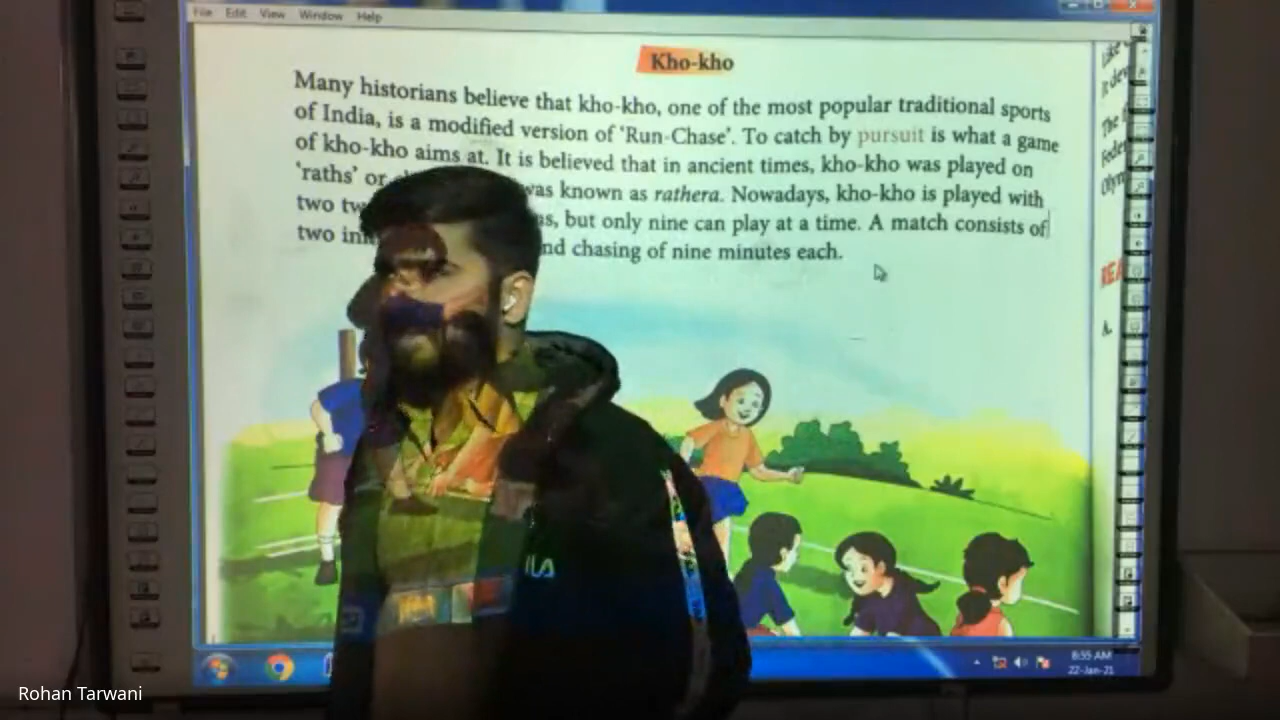 File Edit View Window Help
Kho-kho
Many historians believe that kho-kho, one of the most popular traditional sports
of India, is a modified version of 'Run-Chase'. To catch by pursuit is what a game
of kho-kho aims at. It is believed that in ancient times, kho-kho was played on
'raths' or was known as rathera. Nowadays, kho-kho is played with
two but only nine can play at a time. A match consists of
two chasing of nine minutes each.
A.
8:55 AM
22-Jan-21
Rohan Tarwani